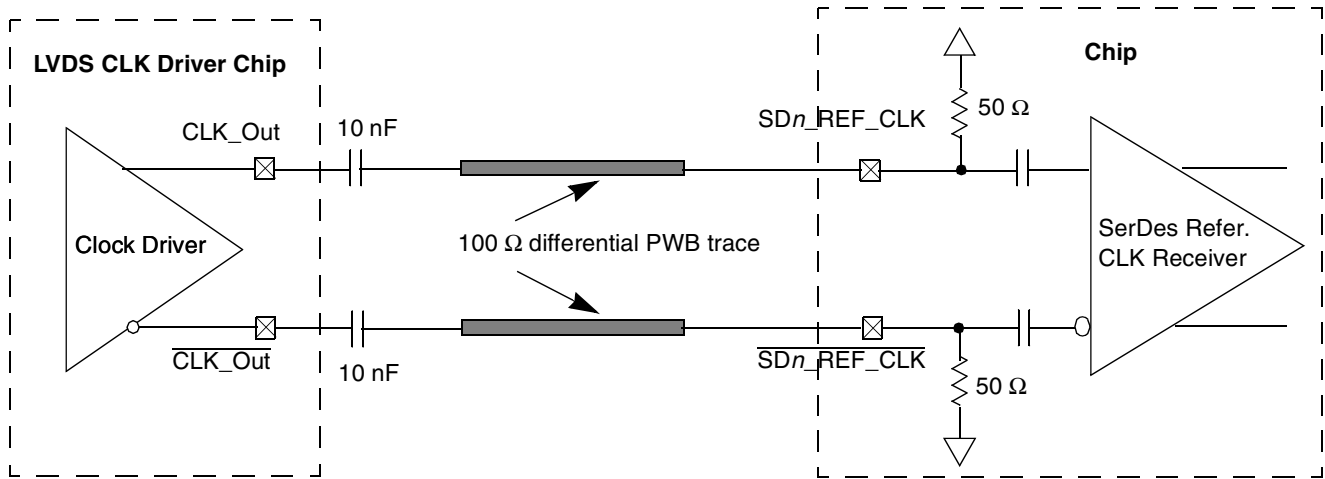 LVDS CLK Driver Chip
Chip
CLK_Out
10 nF
SDn_REF_CLK
50 Ω
Clock Driver
100 Ω differential PWB trace
SerDes Refer.
CLK Receiver
CLK_Out
10 nF
SDn_REF_CLK
50 Ω